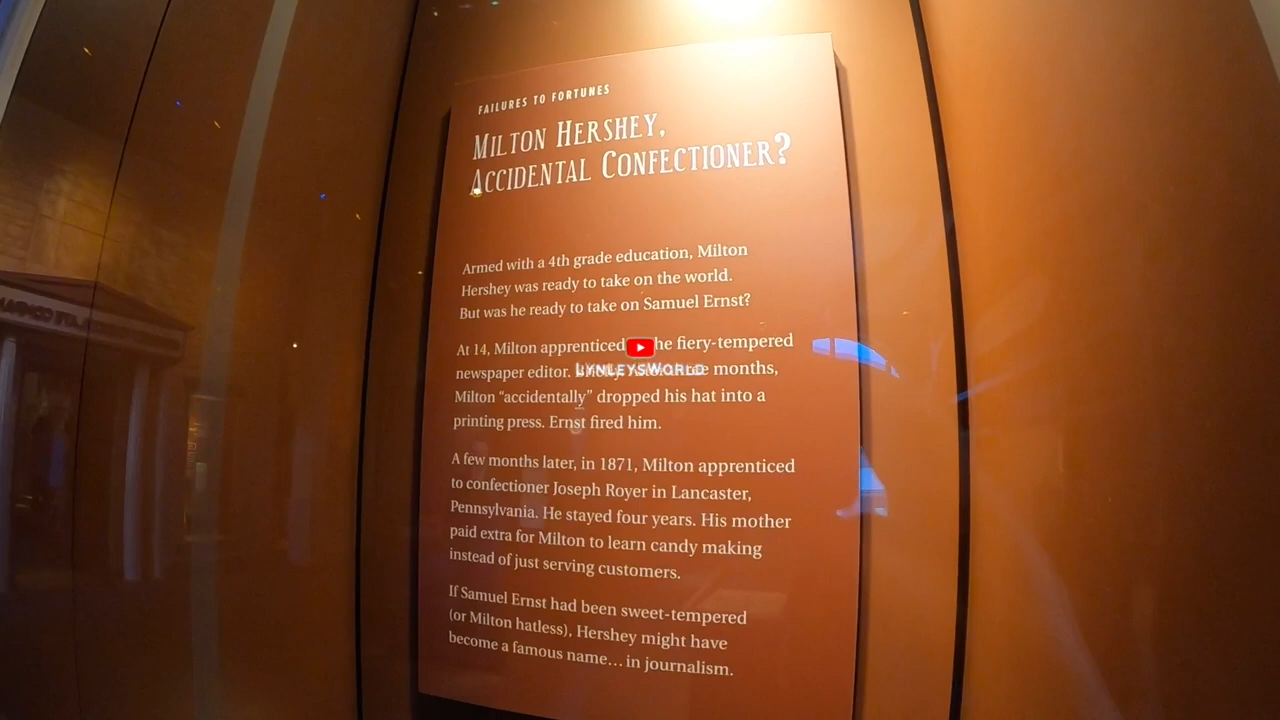 FAILURES TO FORTUNES
MILTON HERSHEY,
ACCIDENTAL CONFECTIONER?
Armed with a 4th grade education, Milton
Hershey was ready to take on the world.
But was he ready to take on Samuel Ernst?
At 14, Milton apprenticed he fiery-tempered
newspaper editor. months,
LYNLEYSWORLD
Milton “accidentally” dropped his hat into a
printing press. Ernst fired him.
A few months later, in 1871, Milton apprenticed
to confectioner Joseph Royer in Lancaster,
Pennsylvania. He stayed four years. His mother
paid extra for Milton to learn candy making
instead of just serving customers.
If Samuel Ernst had been sweet-tempered
(or Milton hatless), Hershey might have
become a famous name... in journalism.